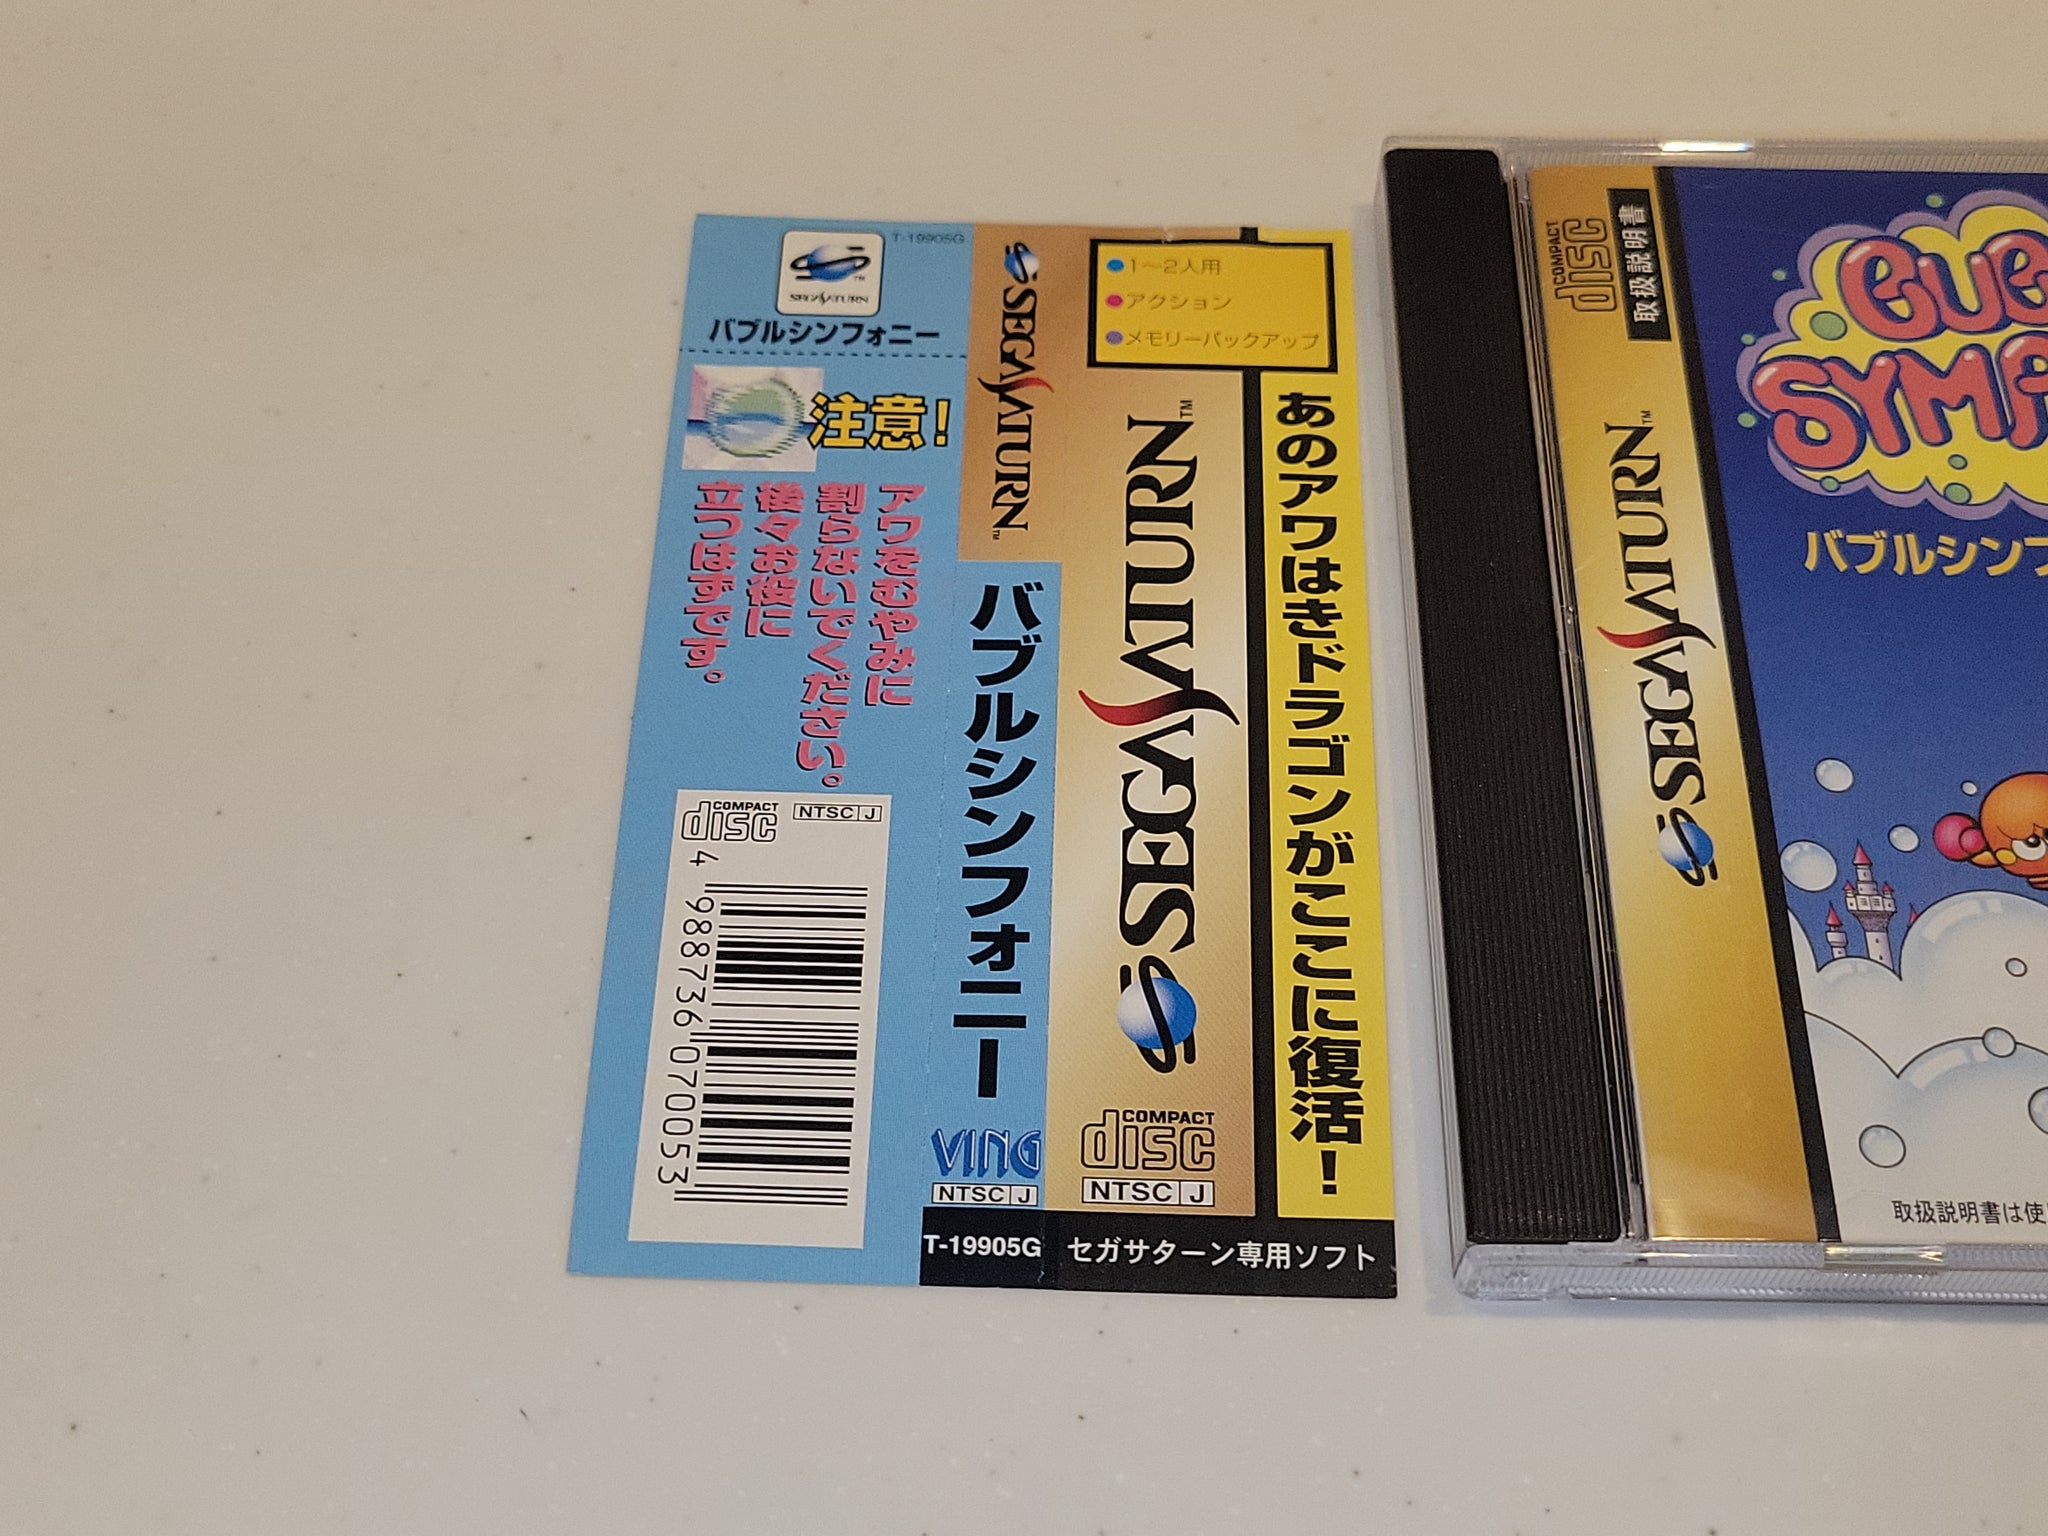 T-19905G
SEGA SATURN
TM
バブルシンフォニー
注意!
アワをむやみに
割らないでください。
後々お役に
立つはずです。
COMPACT
disc
NTSC J
4 988736 070053
SEGA SATURN
TM
バブルシンフォニー
VING
NTSC J
T-19905G
●1〜2人用
●アクション
●メモリーバックアップ
SEGA SATURN
TM
COMPACT
disc
NTSC J
あのアワはきドラゴンがここに復活!
セガサターン専用ソフト
COMPACT
disc
取扱説明書
SEGA SATURN
TM
バブルシンフ
取扱説明書は使